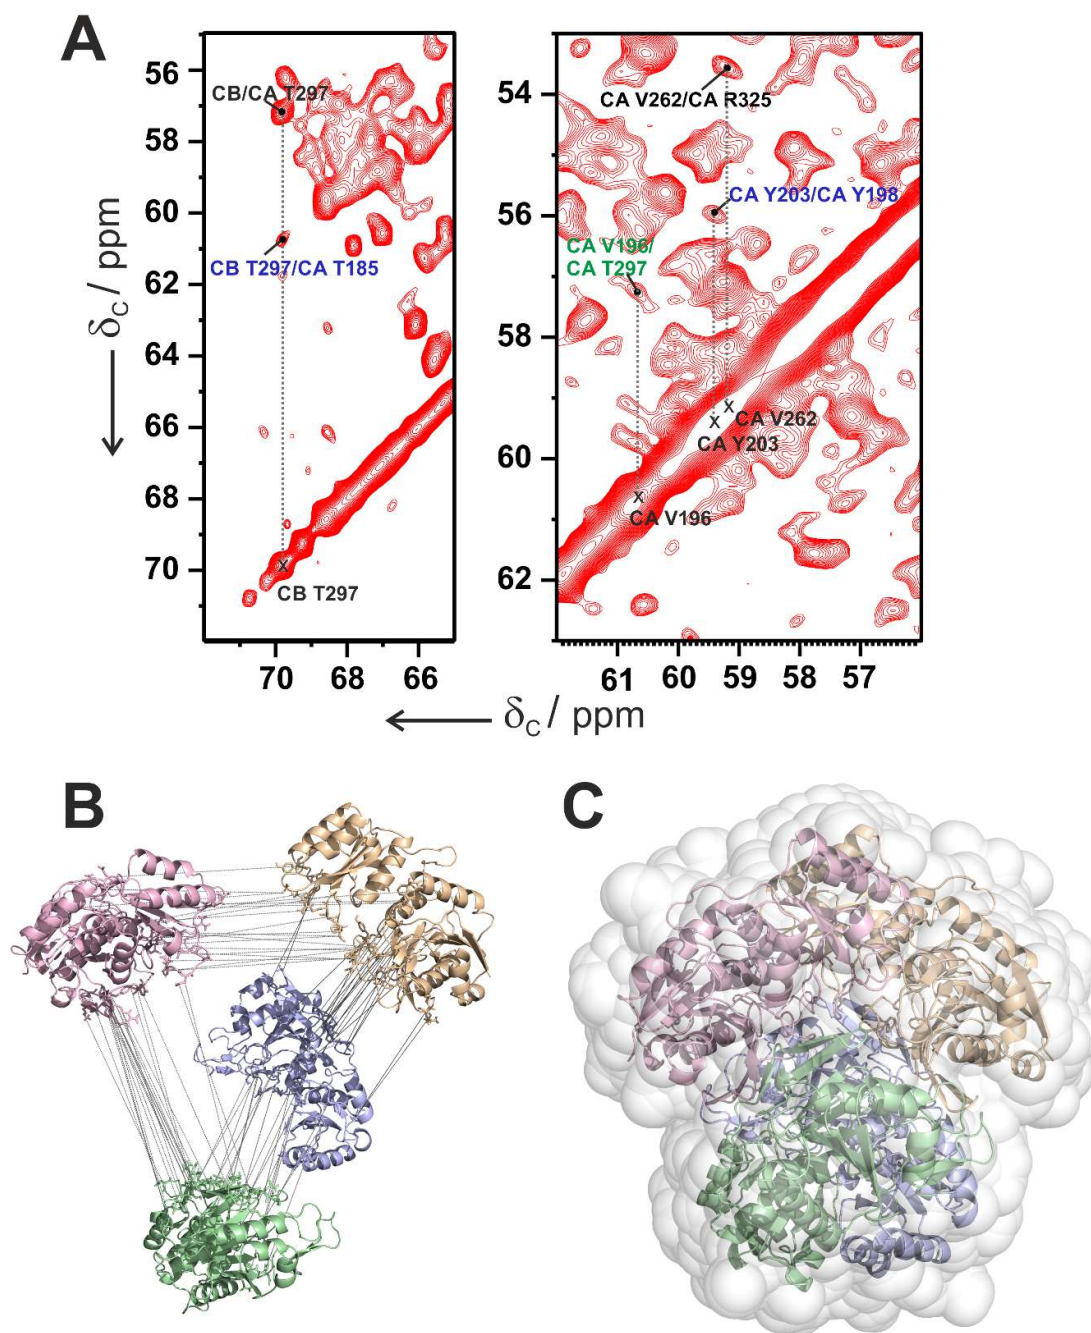 A
56
58
60
62
64
66
68
70
δC / ppm
CB/CA T297
CB T297/CA T185
x
CB T297
70
68
66
54
56
58
60
62
CA V262/CA R325
CA Y203/CA Y198
CA V196/
CA T297
x
CA V262
x
CA Y203
x
CA V196
61
60
59
58
57
δC / ppm
B
C